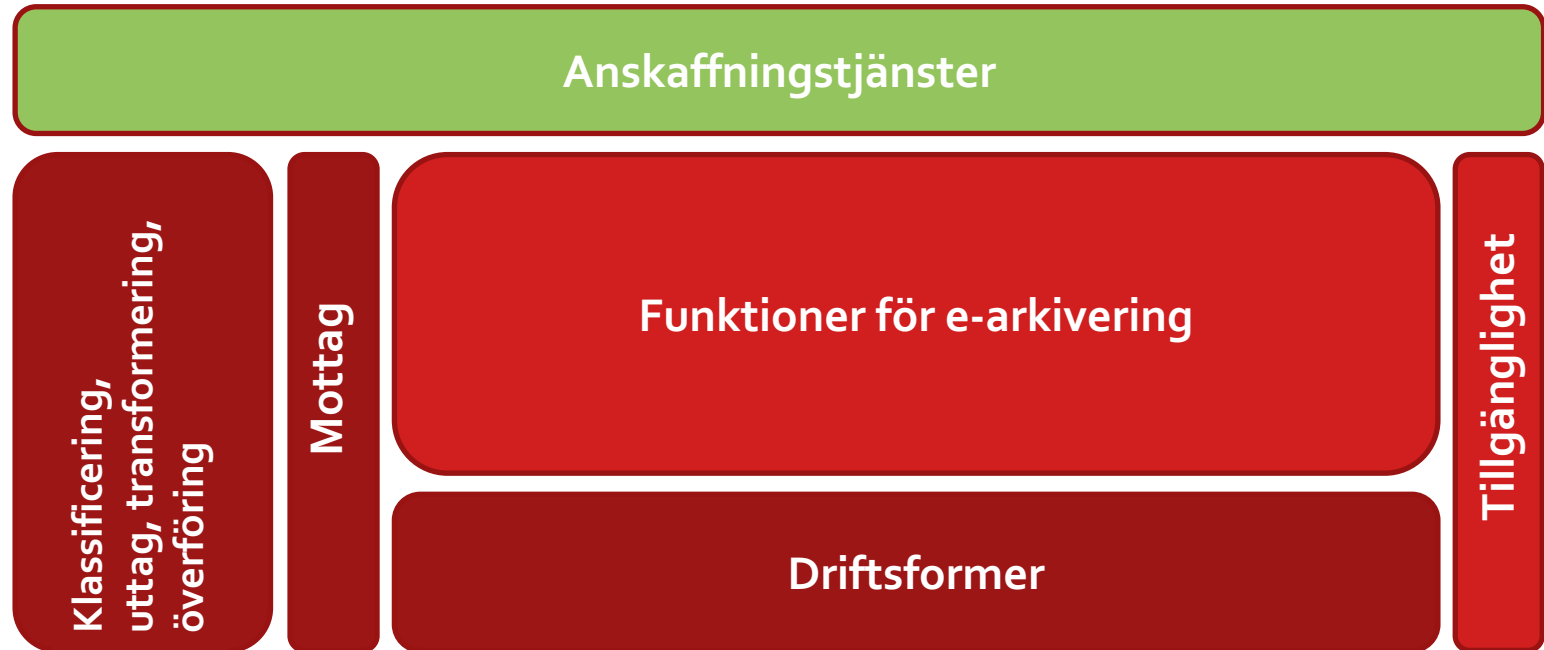 Anskaffningstjänster
Klassificering,
uttag, transformering,
överföring
Mottag
Funktioner för e-arkivering
Driftsformer
Tillgänglighet